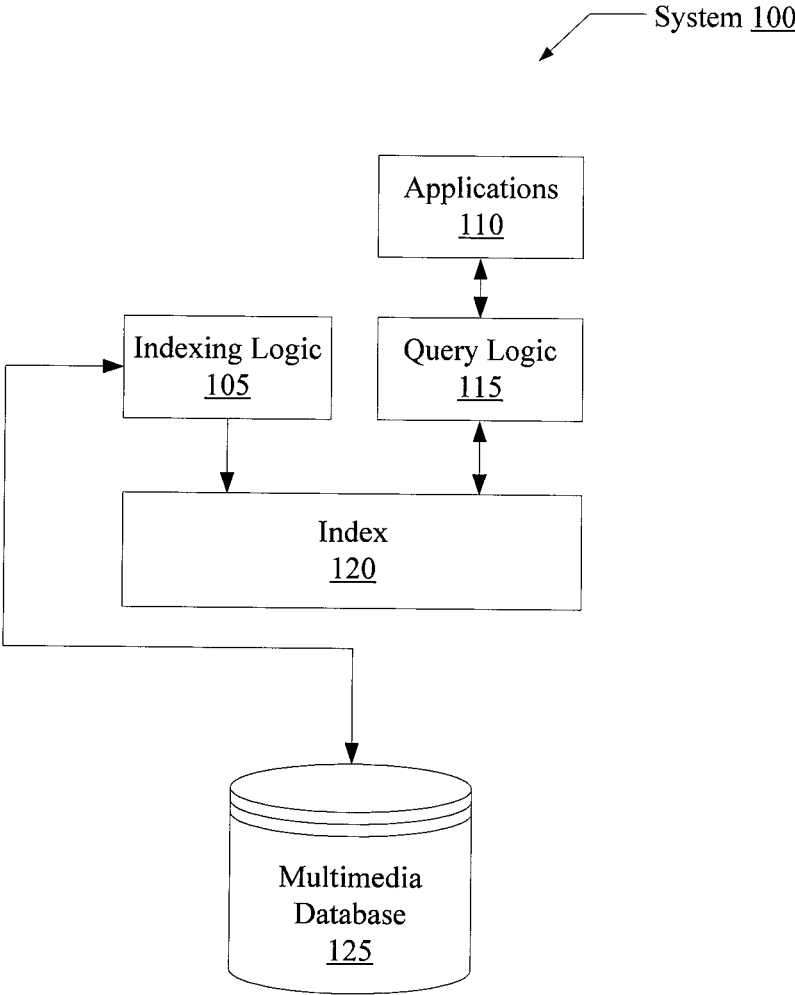 System 100
Applications
110
Indexing Logic
105
Query Logic
115
Index
120
Multimedia
Database
125